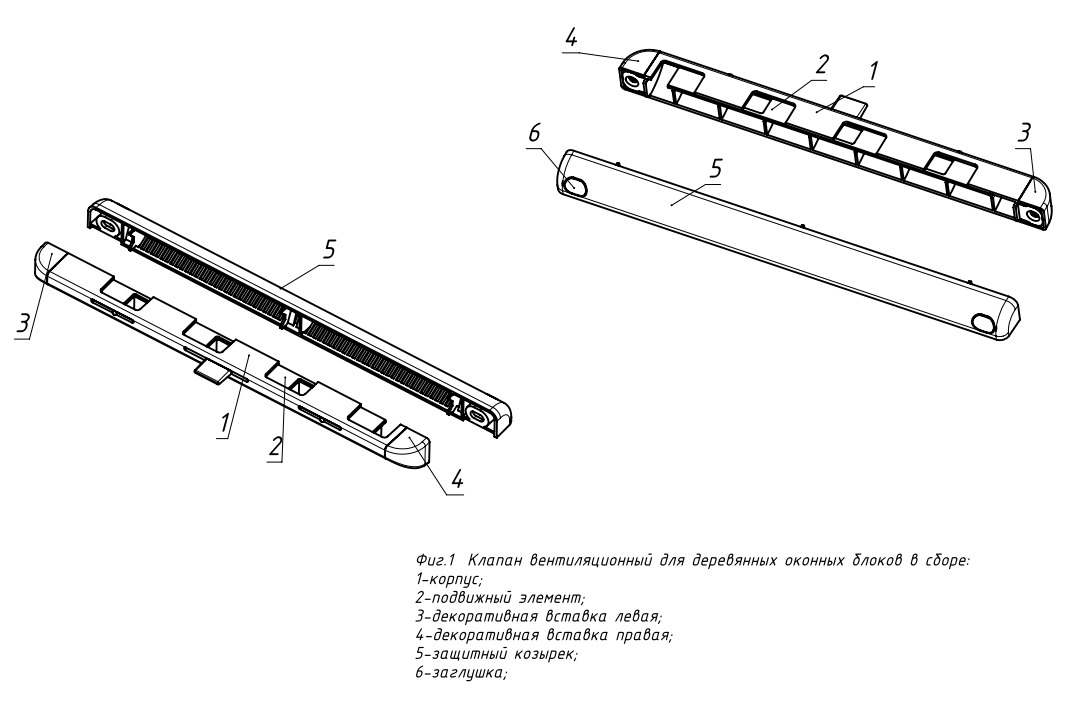 4
2
1
3
6
5
5
3
1
2
4
Фиг.1 Клапан вентиляционный для деревянных оконных блоков в сборе:
1-корпус;
2-подвижный элемент;
3-декоративная вставка левая;
4-декоративная вставка правая;
5-защитный козырек;
6-заглушка;